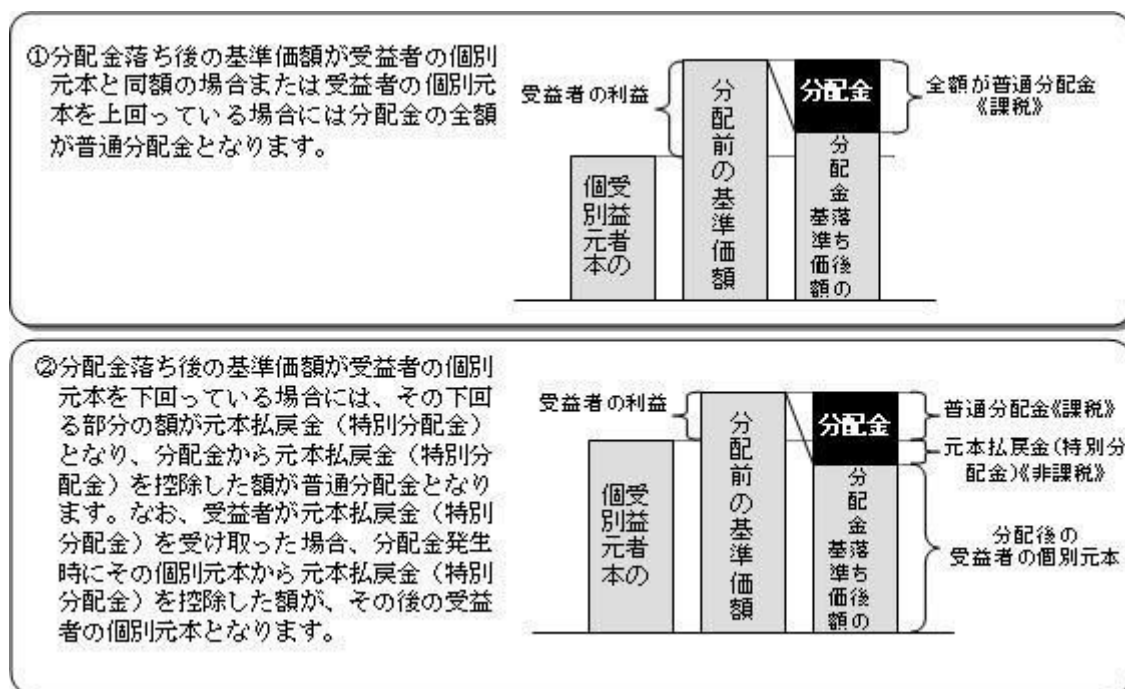 ①分配金落ち後の基準価額が受益者の個別
元本と同額の場合または受益者の個別元
本を上回っている場合には分配金の全額
が普通分配金となります。
受益者の利益
分配金
全額が普通分配金
《課税》
受益者の
個別元本
分配前の基準価額
分配金落ち後の
基準価額
②分配金落ち後の基準価額が受益者の個別
元本を下回っている場合には、その下回
る部分の額が元本払戻金（特別分配金）
となり、分配金から元本払戻金（特別分
配金）を控除した額が普通分配金となり
ます。なお、受益者が元本払戻金（特別
分配金）を受け取った場合、分配金発生
時にその個別元本から元本払戻金（特別
分配金）を控除した額が、その後の受益
者の個別元本となります。
受益者の利益
分配金
普通分配金《課税》
元本払戻金(特別分
配金)《非課税》
受益者の
個別元本
分配前の基準価額
分配金落ち後の
基準価額
分配後の
受益者の個別元本